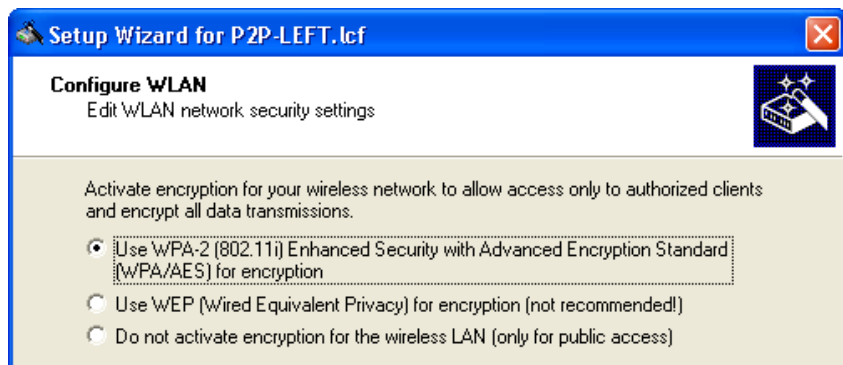 Setup Wizard for P2P-LEFT.lcf
Configure WLAN
Edit WLAN network security settings
Activate encryption for your wireless network to allow access only to authorized clients
and encrypt all data transmissions.
Use WPA-2 (802.11i) Enhanced Security with Advanced Encryption Standard
(WPA/AES) for encryption
Use WEP (Wired Equivalent Privacy) for encryption (not recommended!)
Do not activate encryption for the wireless LAN (only for public access)